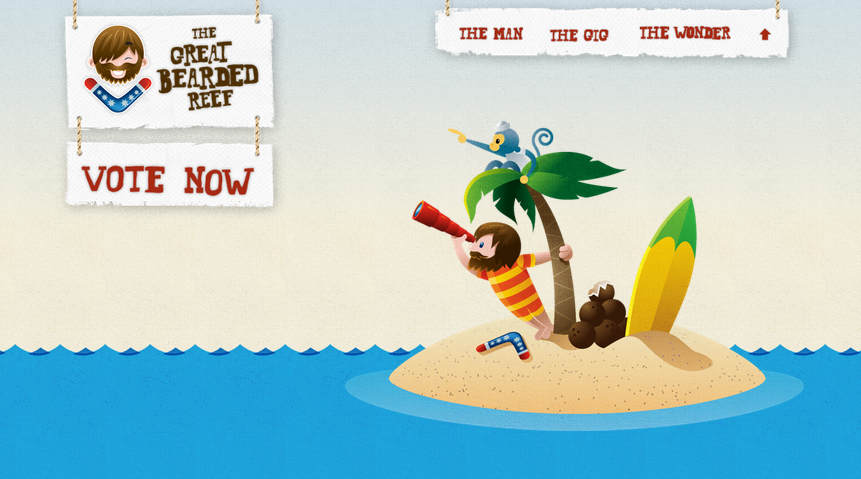 THE
GREAT
BEARDED
REEF
VOTE NOW
THE MAN THE GIG THE WONDER